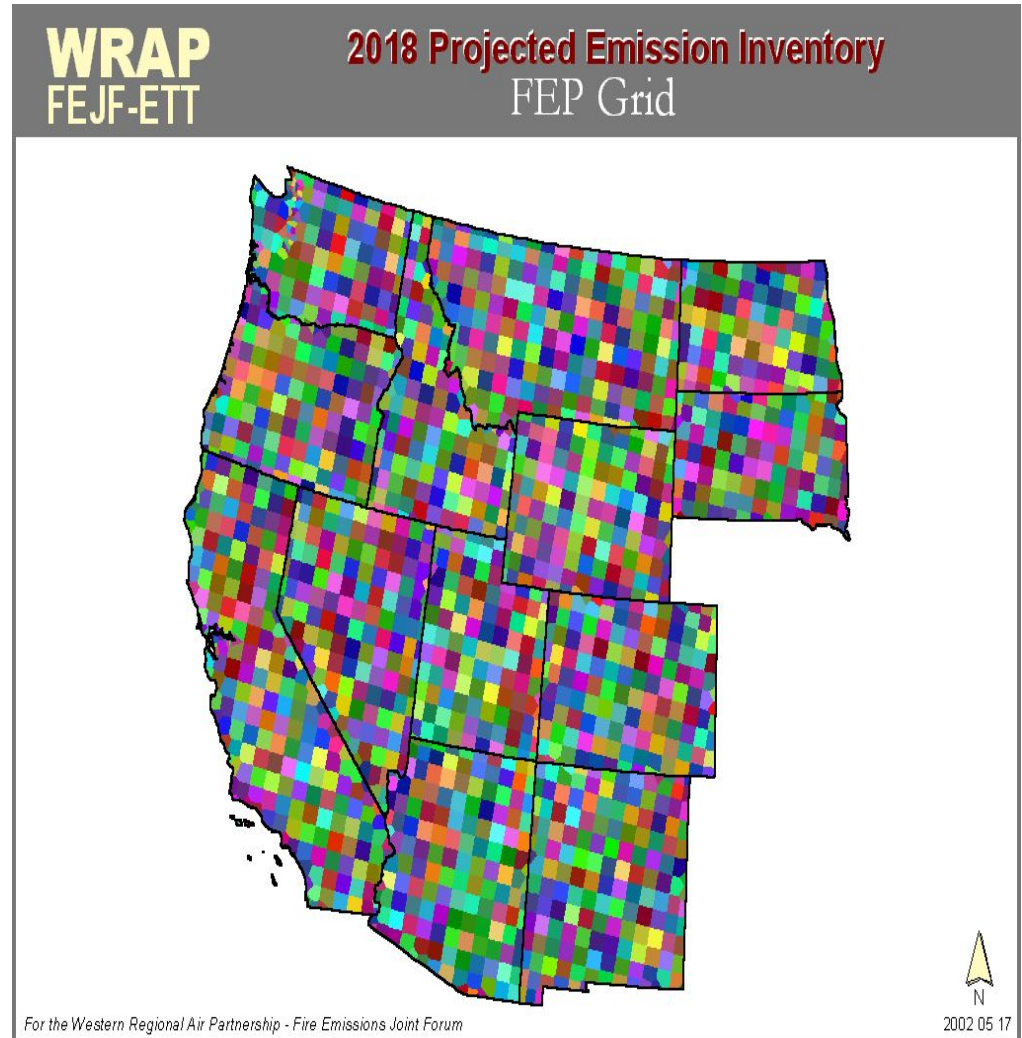 WRAP
FEJF-ETT
2018 Projected Emission Inventory
FEP Grid
N
For the Western Regional Air Partnership - Fire Emissions Joint Forum
2002 05 17